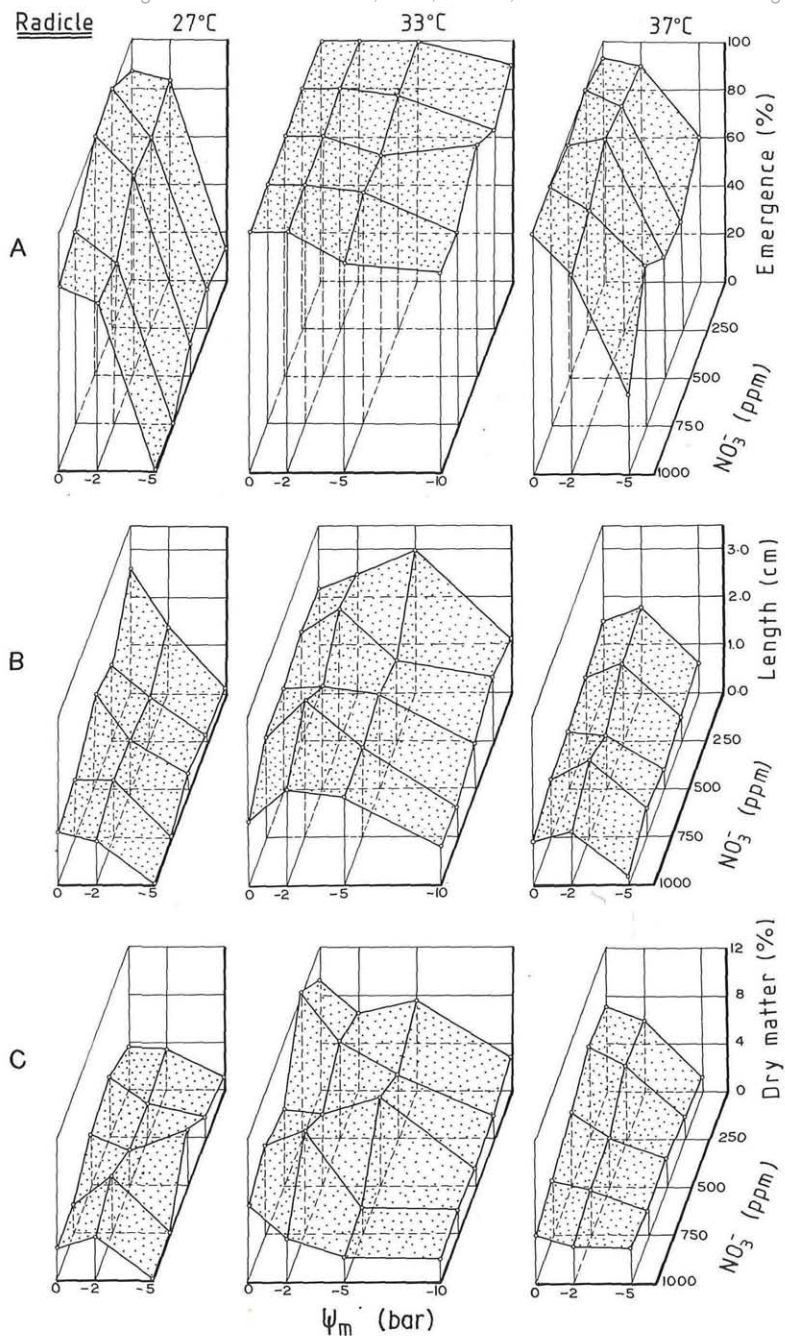 Radicle 27°C 33°C 37°C
A
100
80
60
40
20
0
Emergence (%)
250
500
750
1000
NO₃⁻ (ppm)
0 -2 -5 0 -2 -5 -10 0 -2 -5
B
3·0
2·0
1·0
0·0
Length (cm)
250
500
750
1000
NO₃⁻ (ppm)
0 -2 -5 0 -2 -5 -10 0 -2 -5
C
12
8
4
0
Dry matter (%)
250
500
750
1000
NO₃⁻ (ppm)
0 -2 -5 0 -2 -5 -10 0 -2 -5
Ψm (bar)